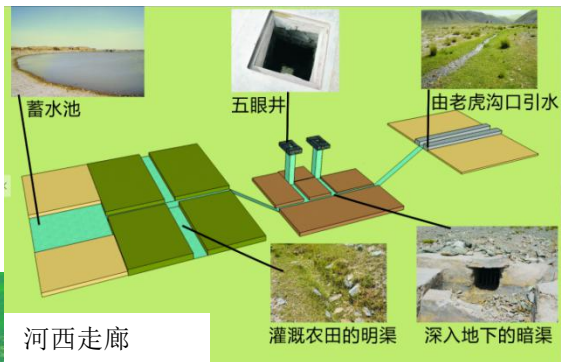 蓄水池
五眼井
由老虎沟口引水
灌溉农田的明渠
深入地下的暗渠
河西走廊